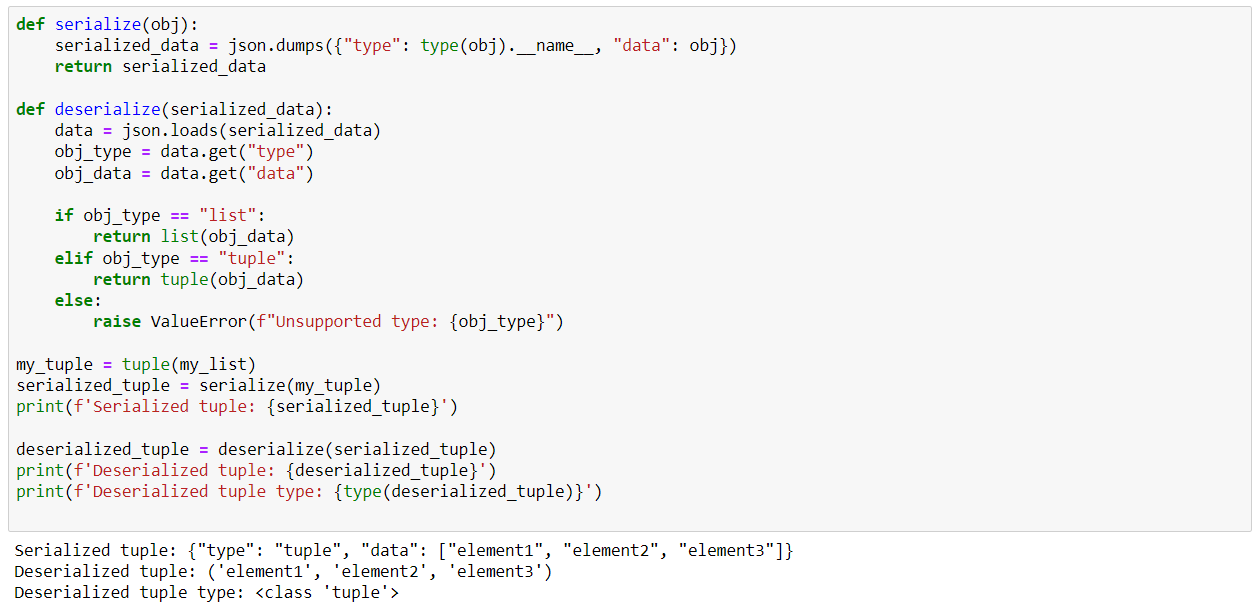 def serialize(obj):
    serialized_data = json.dumps({"type": type(obj).__name__, "data": obj})
    return serialized_data

def deserialize(serialized_data):
    data = json.loads(serialized_data)
    obj_type = data.get("type")
    obj_data = data.get("data")

    if obj_type == "list":
        return list(obj_data)
    elif obj_type == "tuple":
        return tuple(obj_data)
    else:
        raise ValueError(f"Unsupported type: {obj_type}")

my_tuple = tuple(my_list)
serialized_tuple = serialize(my_tuple)
print(f'Serialized tuple: {serialized_tuple}')

deserialized_tuple = deserialize(serialized_tuple)
print(f'Deserialized tuple: {deserialized_tuple}')
print(f'Deserialized tuple type: {type(deserialized_tuple)}')

Serialized tuple: {"type": "tuple", "data": ["element1", "element2", "element3"]}
Deserialized tuple: ('element1', 'element2', 'element3')
Deserialized tuple type: <class 'tuple'>